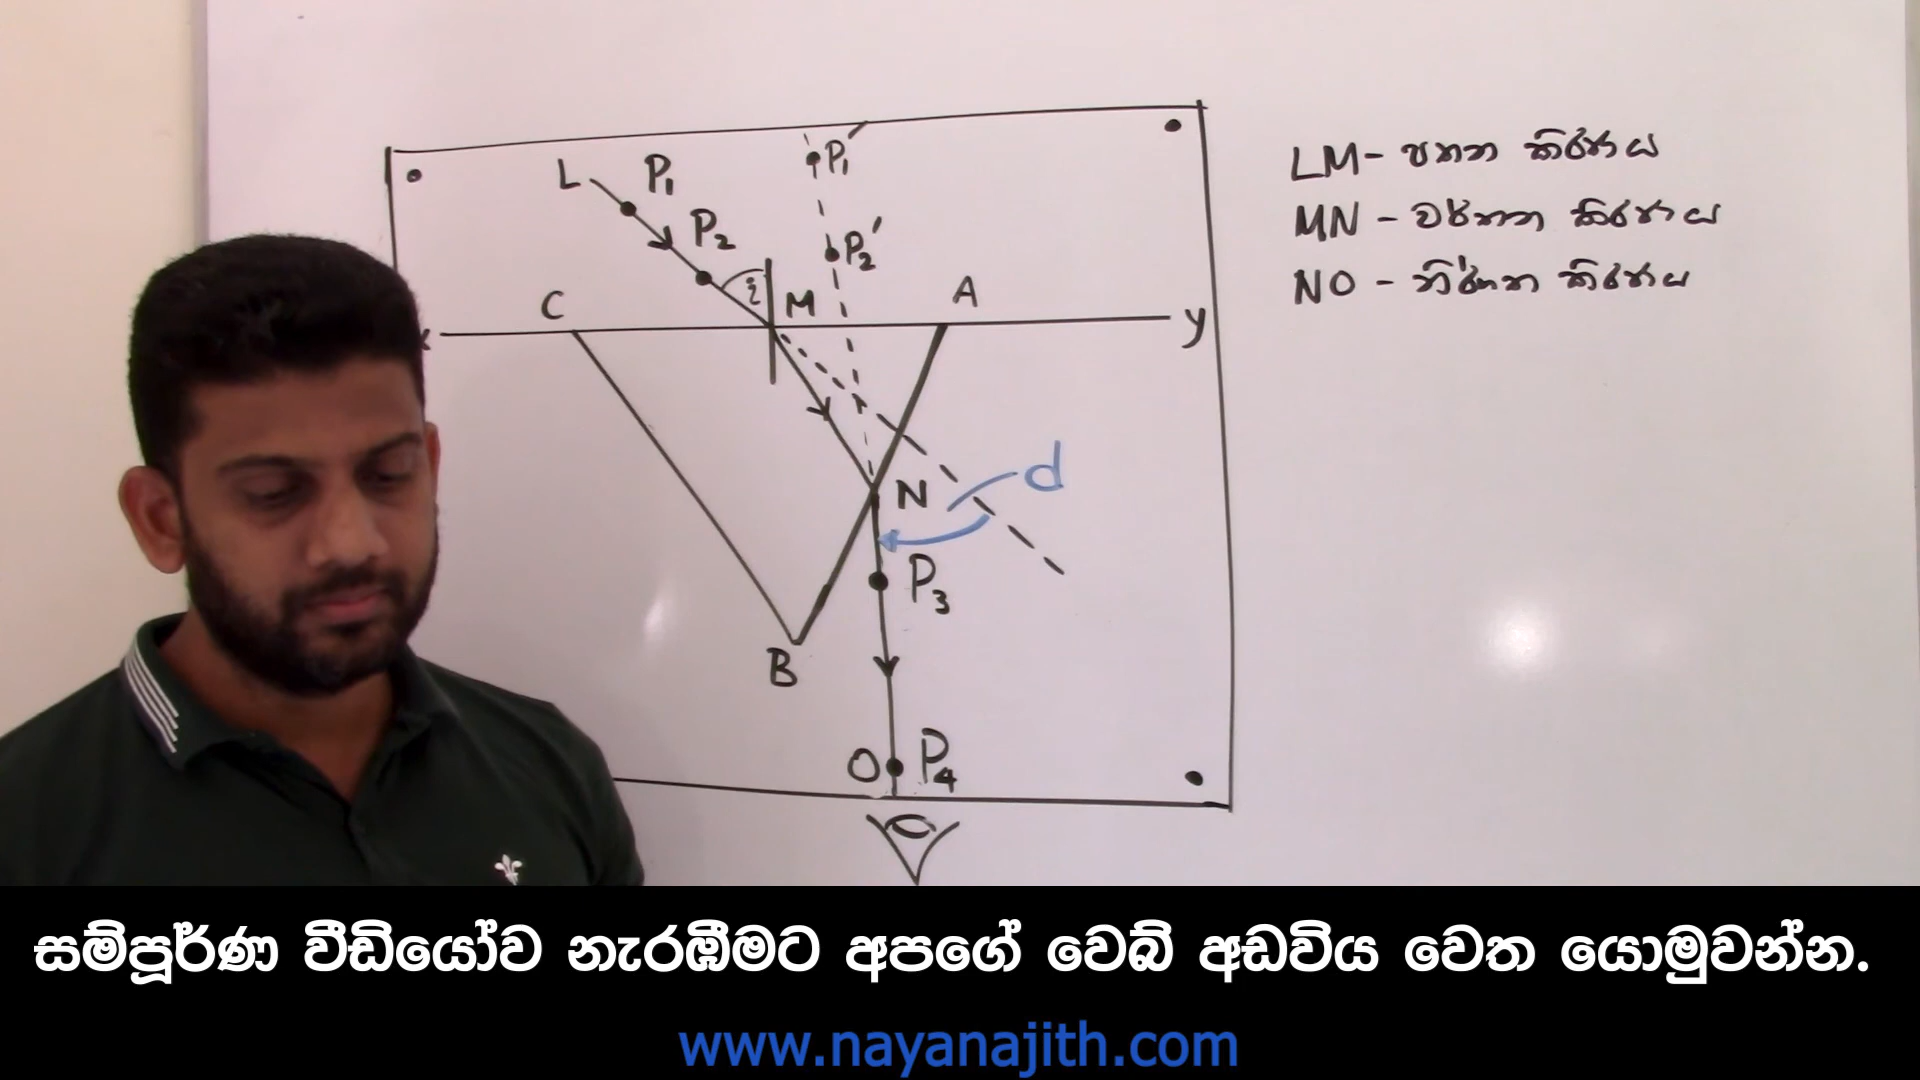 L P₁ P₁′
P₂ P₂′
i
C M A
x y
N d
P₃
B
O P₄
LM - පතන කිරණය
MN - වර්තන කිරණය
NO - නිර්ගත කිරණය
සම්පූර්ණ වීඩියෝව නැරඹීමට අපගේ වෙබ් අඩවිය වෙත යොමුවන්න.
www.nayanajith.com